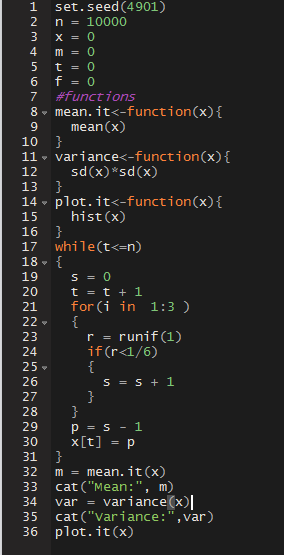 1 set.seed(4901)
2 n = 10000
3 x = 0
4 m = 0
5 t = 0
6 f = 0
7 #functions
8 mean.it<-function(x){
9 mean(x)
10 }
11 variance<-function(x){
12 sd(x)*sd(x)
13 }
14 plot.it<-function(x){
15 hist(x)
16 }
17 while(t<=n)
18 {
19 s = 0
20 t = t + 1
21 for(i in 1:3 )
22 {
23 r = runif(1)
24 if(r<1/6)
25 {
26 s = s + 1
27 }
28 }
29 p = s - 1
30 x[t] = p
31 }
32 m = mean.it(x)
33 cat("Mean:", m)
34 var = variance(x)
35 cat("Variance:",var)
36 plot.it(x)